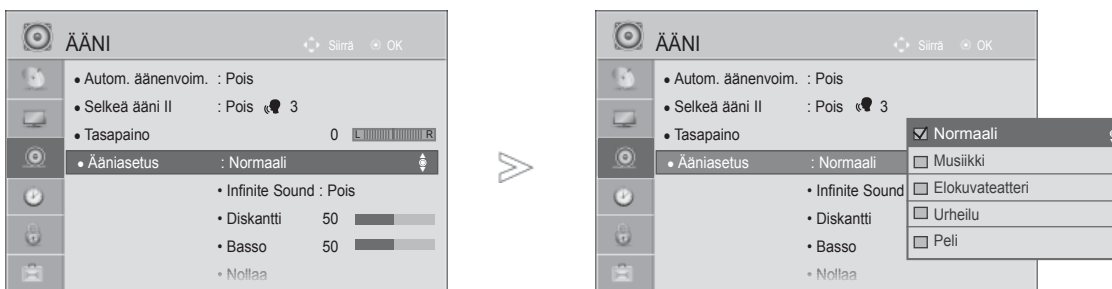 ÄÄNI
Siirrä OK
• Autom. äänenvoim. : Pois
• Selkeä ääni II : Pois 3
• Tasapaino 0 L R
• Ääniasetus : Normaali
• Infinite Sound : Pois
• Diskantti 50
• Basso 50
• Nollaa
ÄÄNI
Siirrä OK
• Autom. äänenvoim. : Pois
• Selkeä ääni II : Pois 3
• Tasapaino
• Ääniasetus : Normaali
• Infinite Sound
• Diskantti
• Basso
• Nollaa
Normaali
Musiikki
Elokuvateatteri
Urheilu
Peli